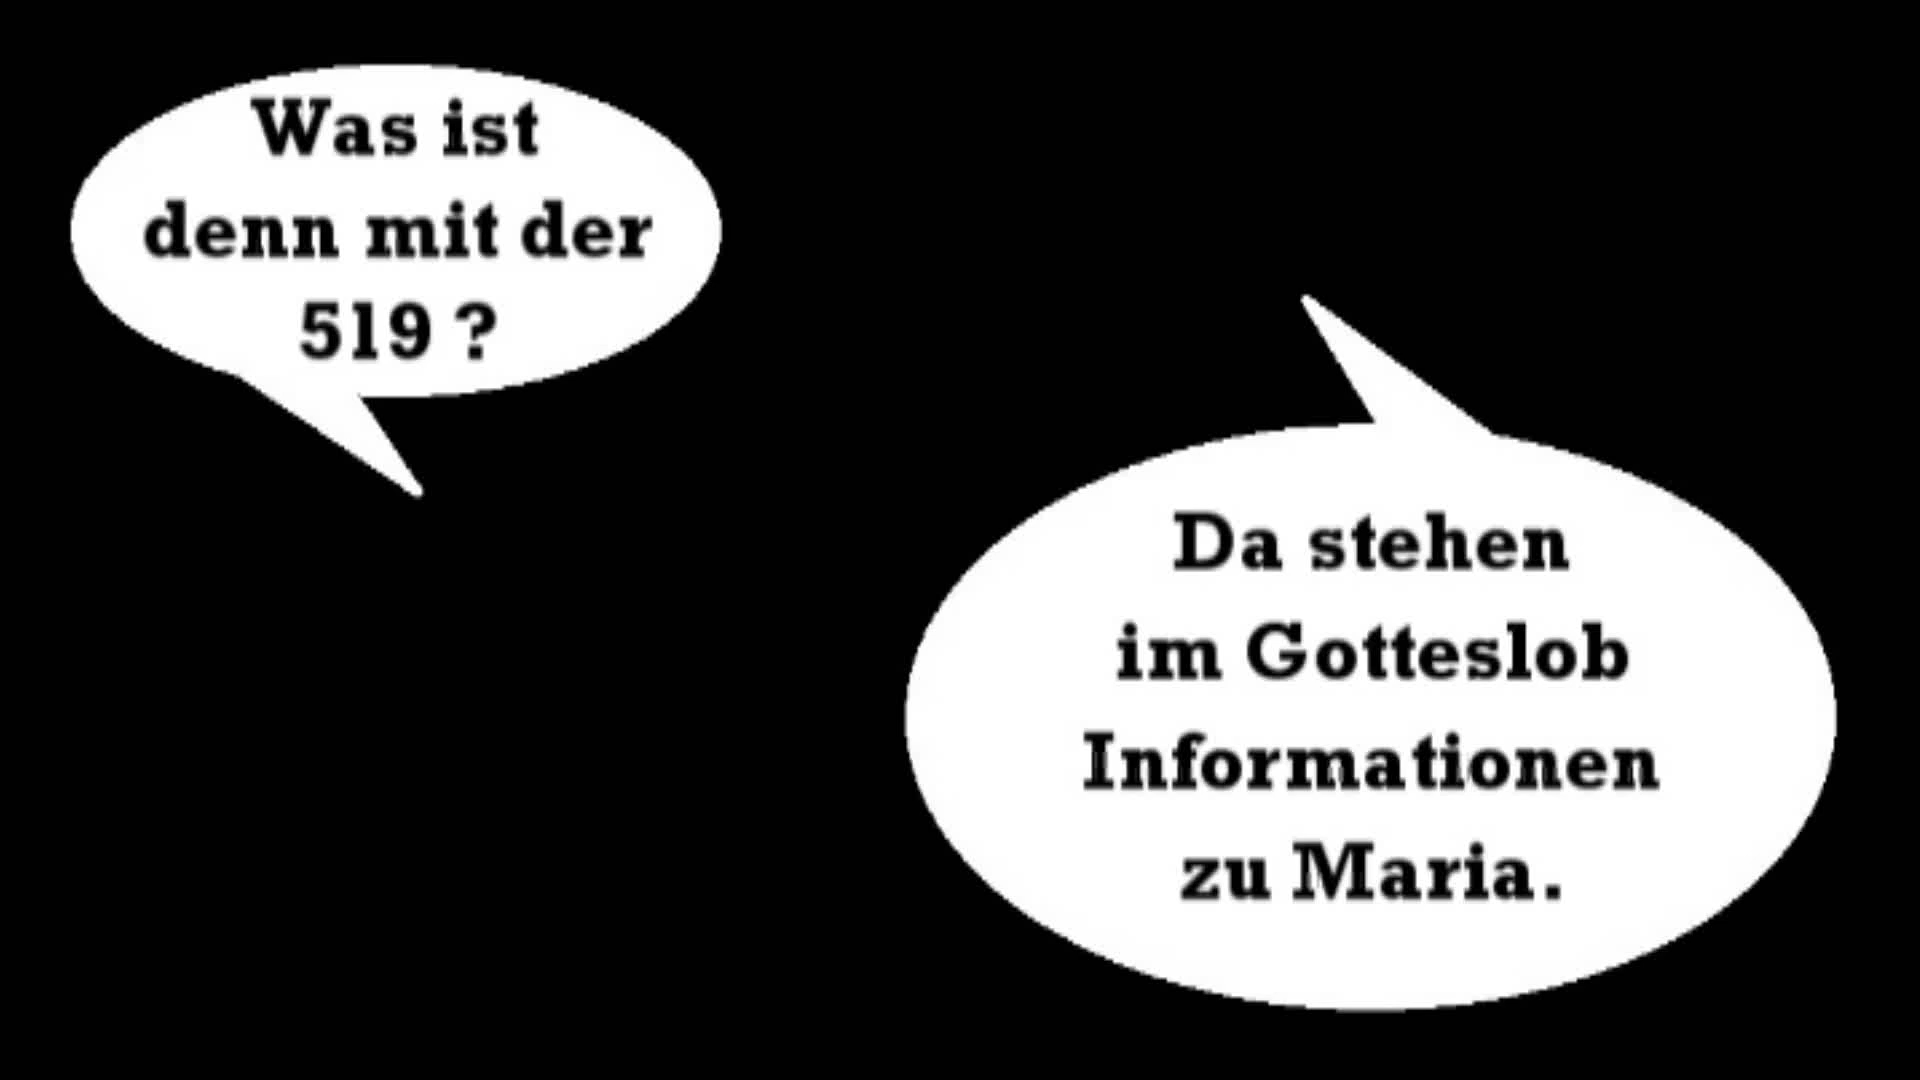 Was ist
denn mit der
519 ?
Da stehen
im Gotteslob
Informationen
zu Maria.